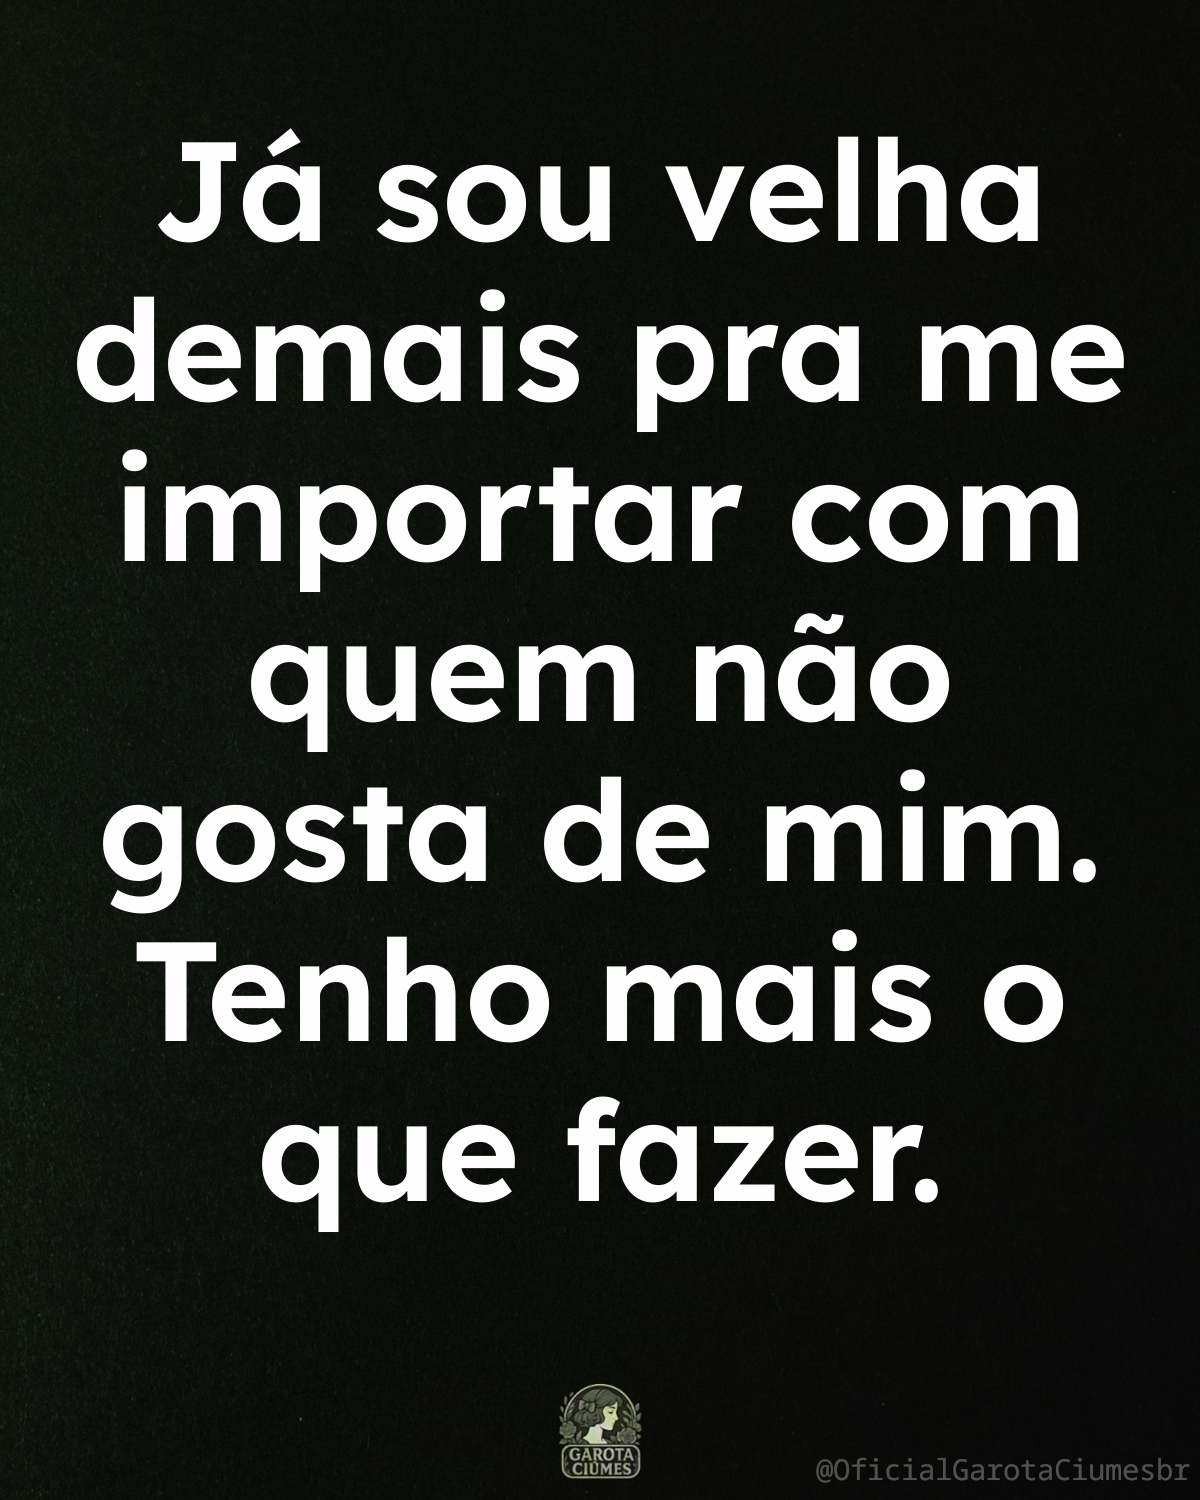 Já sou velha
demais pra me
importar com
quem não
gosta de mim.
Tenho mais o
que fazer.
GAROTA
CIÚMES
@OficialGarotaCiumesbr